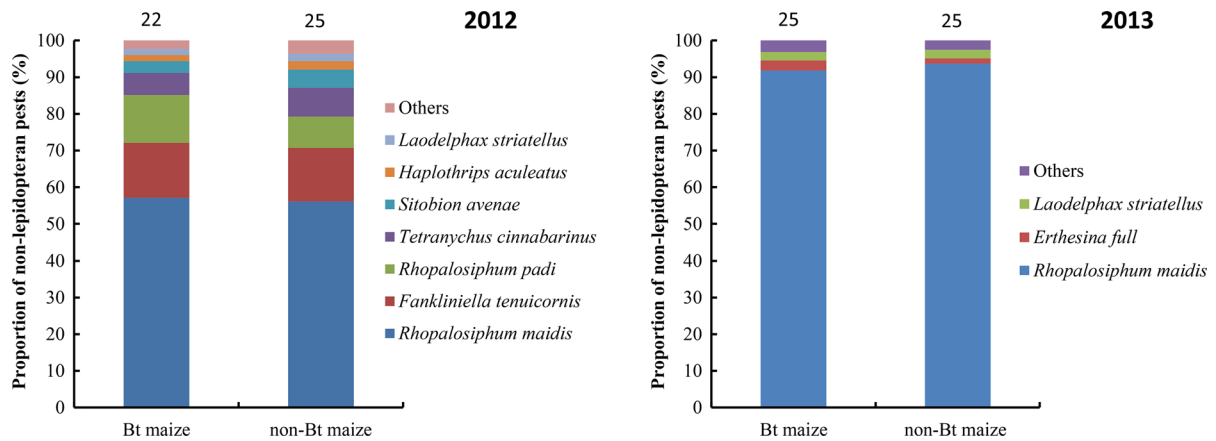 22
25
2012
Proportion of non-lepidopteran pests (%)
100
90
80
70
60
50
40
30
20
10
0
Bt maize
non-Bt maize
Others
Laodelphax striatellus
Haplothrips aculeatus
Sitobion avenae
Tetranychus cinnabarinus
Rhopalosiphum padi
Fankliniella tenuicornis
Rhopalosiphum maidis
25
25
2013
Proportion of non-lepidopteran pests (%)
100
90
80
70
60
50
40
30
20
10
0
Bt maize
non-Bt maize
Others
Laodelphax striatellus
Erthesina full
Rhopalosiphum maidis